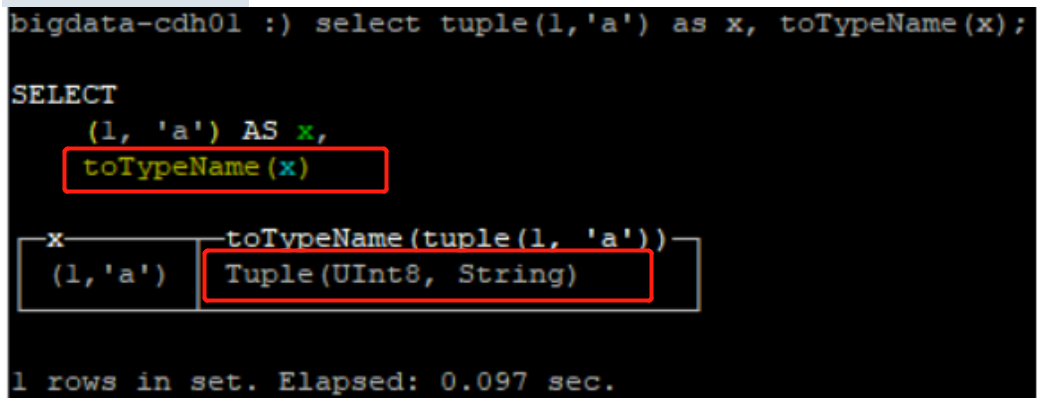 bigdata-cdh01 :) select tuple(1,'a') as x, toTypeName(x);
SELECT
(1, 'a') AS x,
toTypeName(x)
x toTypeName(tuple(1, 'a'))
(1,'a') Tuple(UInt8, String)
1 rows in set. Elapsed: 0.097 sec.